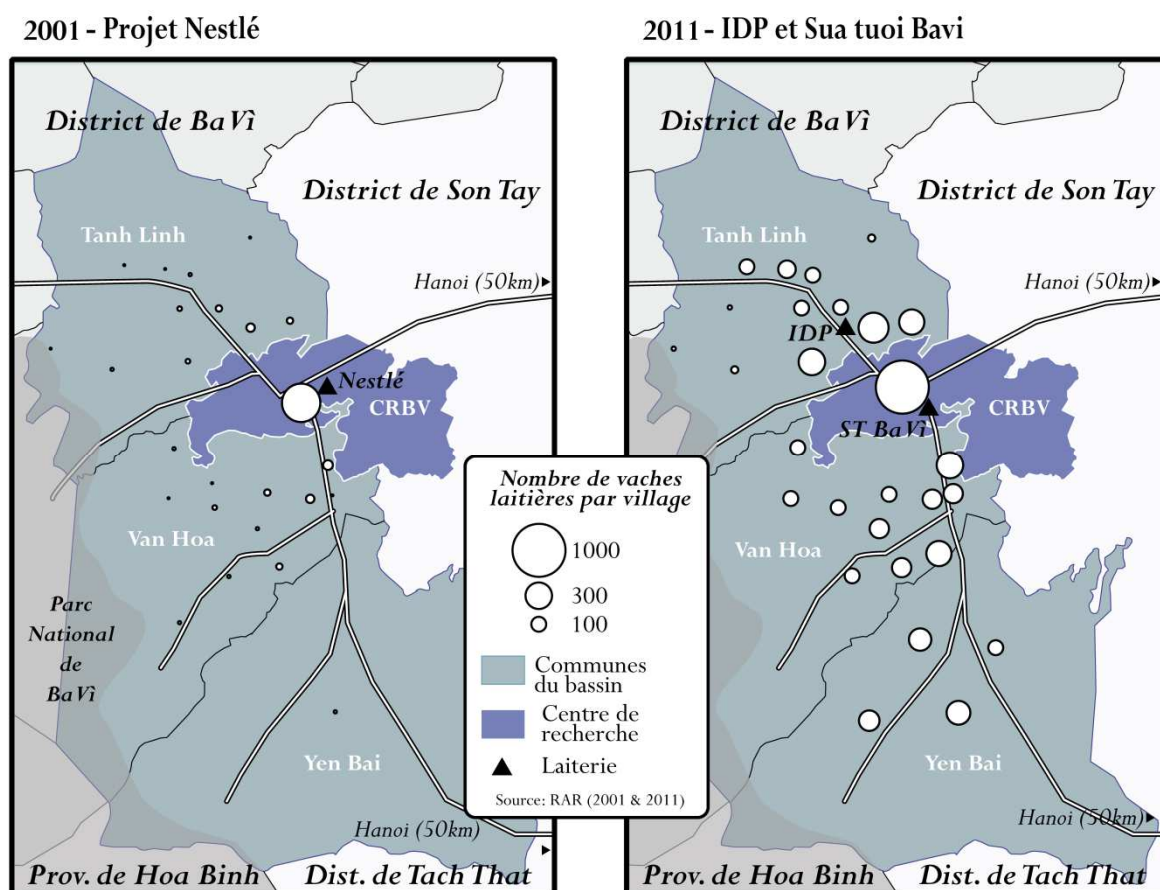 2001 - Projet Nestlé
District de Ba Vì
District de Son Tay
Tanh Linh
Hanoi (50km)
Nestlé
CRBV
Van Hoa
Parc
National
de
Ba Vì
Yen Bai
Hanoi (50km)
Prov. de Hoa Binh
Dist. de Tach That
Nombre de vaches
laitières par village
1000
300
100
Communes
du bassin
Centre de
recherche
Laiterie
Source: RAR (2001 & 2011)
2011 - IDP et Sua tuoi Bavi
District de Ba Vì
District de Son Tay
Tanh Linh
Hanoi (50km)
IDP
CRBV
ST Ba Vì
Van Hoa
Yen Bai
Hanoi (50km)
Prov. de Hoa Binh
Dist. de Tach That